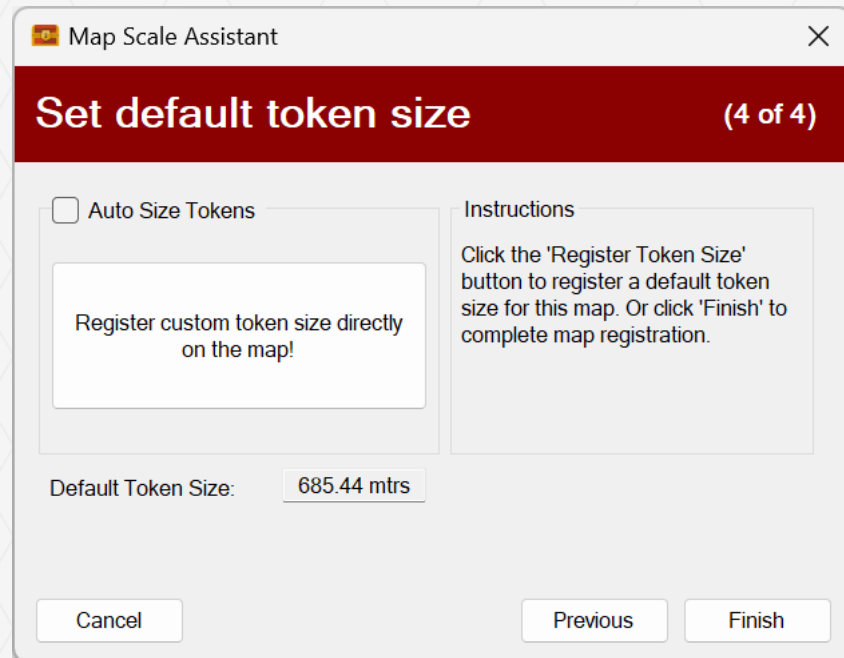 Map Scale Assistant
Set default token size
(4 of 4)
Auto Size Tokens
Register custom token size directly
on the map!
Instructions
Click the 'Register Token Size'
button to register a default token
size for this map. Or click 'Finish' to
complete map registration.
Default Token Size:
685.44 mtrs
Cancel
Previous
Finish